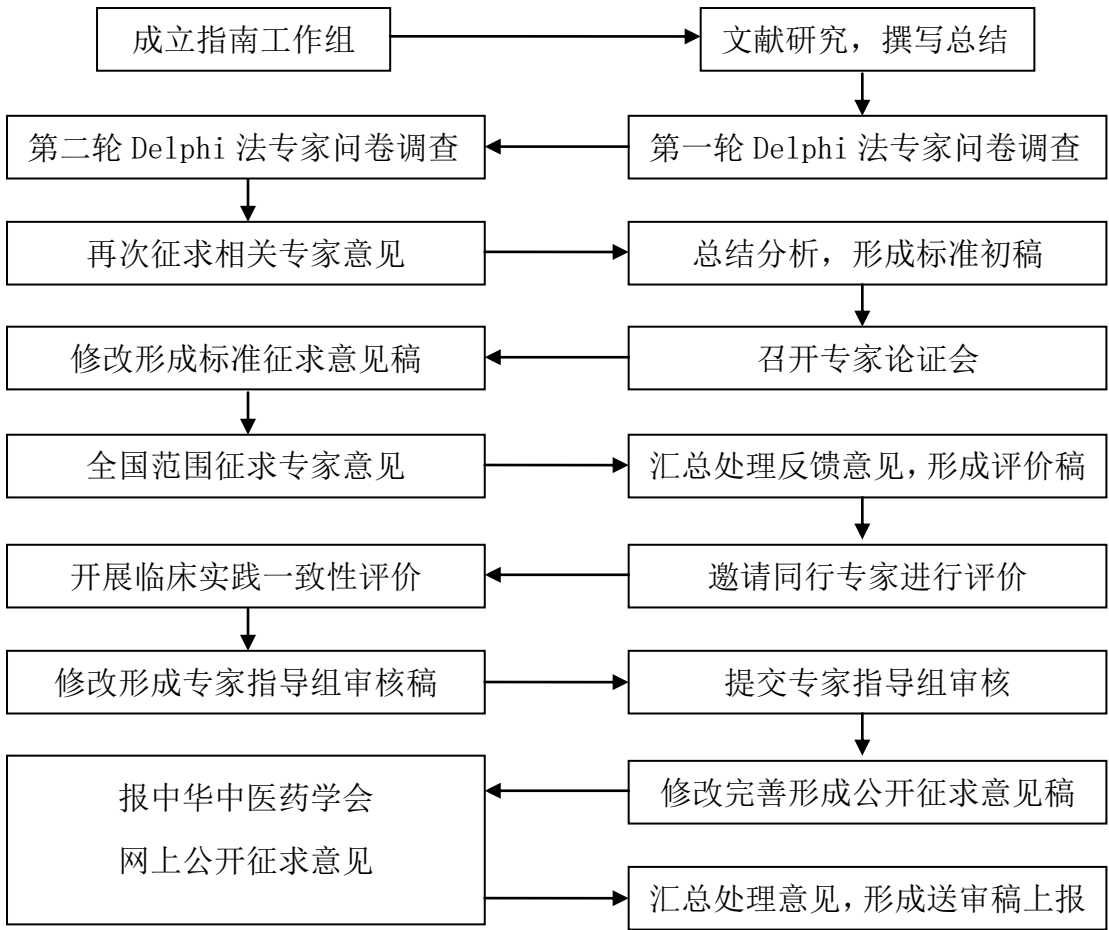 成立指南工作组
文献研究，撰写总结
第二轮 Delphi 法专家问卷调查
第一轮 Delphi 法专家问卷调查
再次征求相关专家意见
总结分析，形成标准初稿
修改形成标准征求意见稿
召开专家论证会
全国范围征求专家意见
汇总处理反馈意见，形成评价稿
开展临床实践一致性评价
邀请同行专家进行评价
修改形成专家指导组审核稿
提交专家指导组审核
报中华中医药学会
网上公开征求意见
修改完善形成公开征求意见稿
汇总处理意见，形成送审稿上报